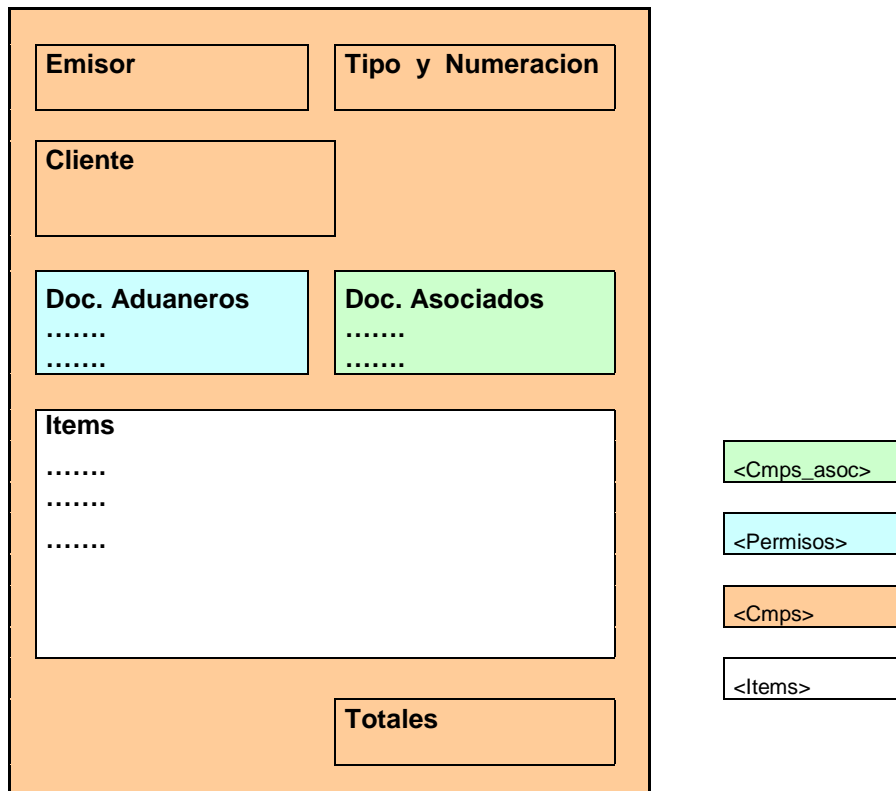 Emisor
Tipo y Numeracion
Cliente
Doc. Aduaneros
…….
…….
Doc. Asociados
…….
…….
Items
…….
…….
…….
Totales
<Cmps_asoc>
<Permisos>
<Cmps>
<Items>